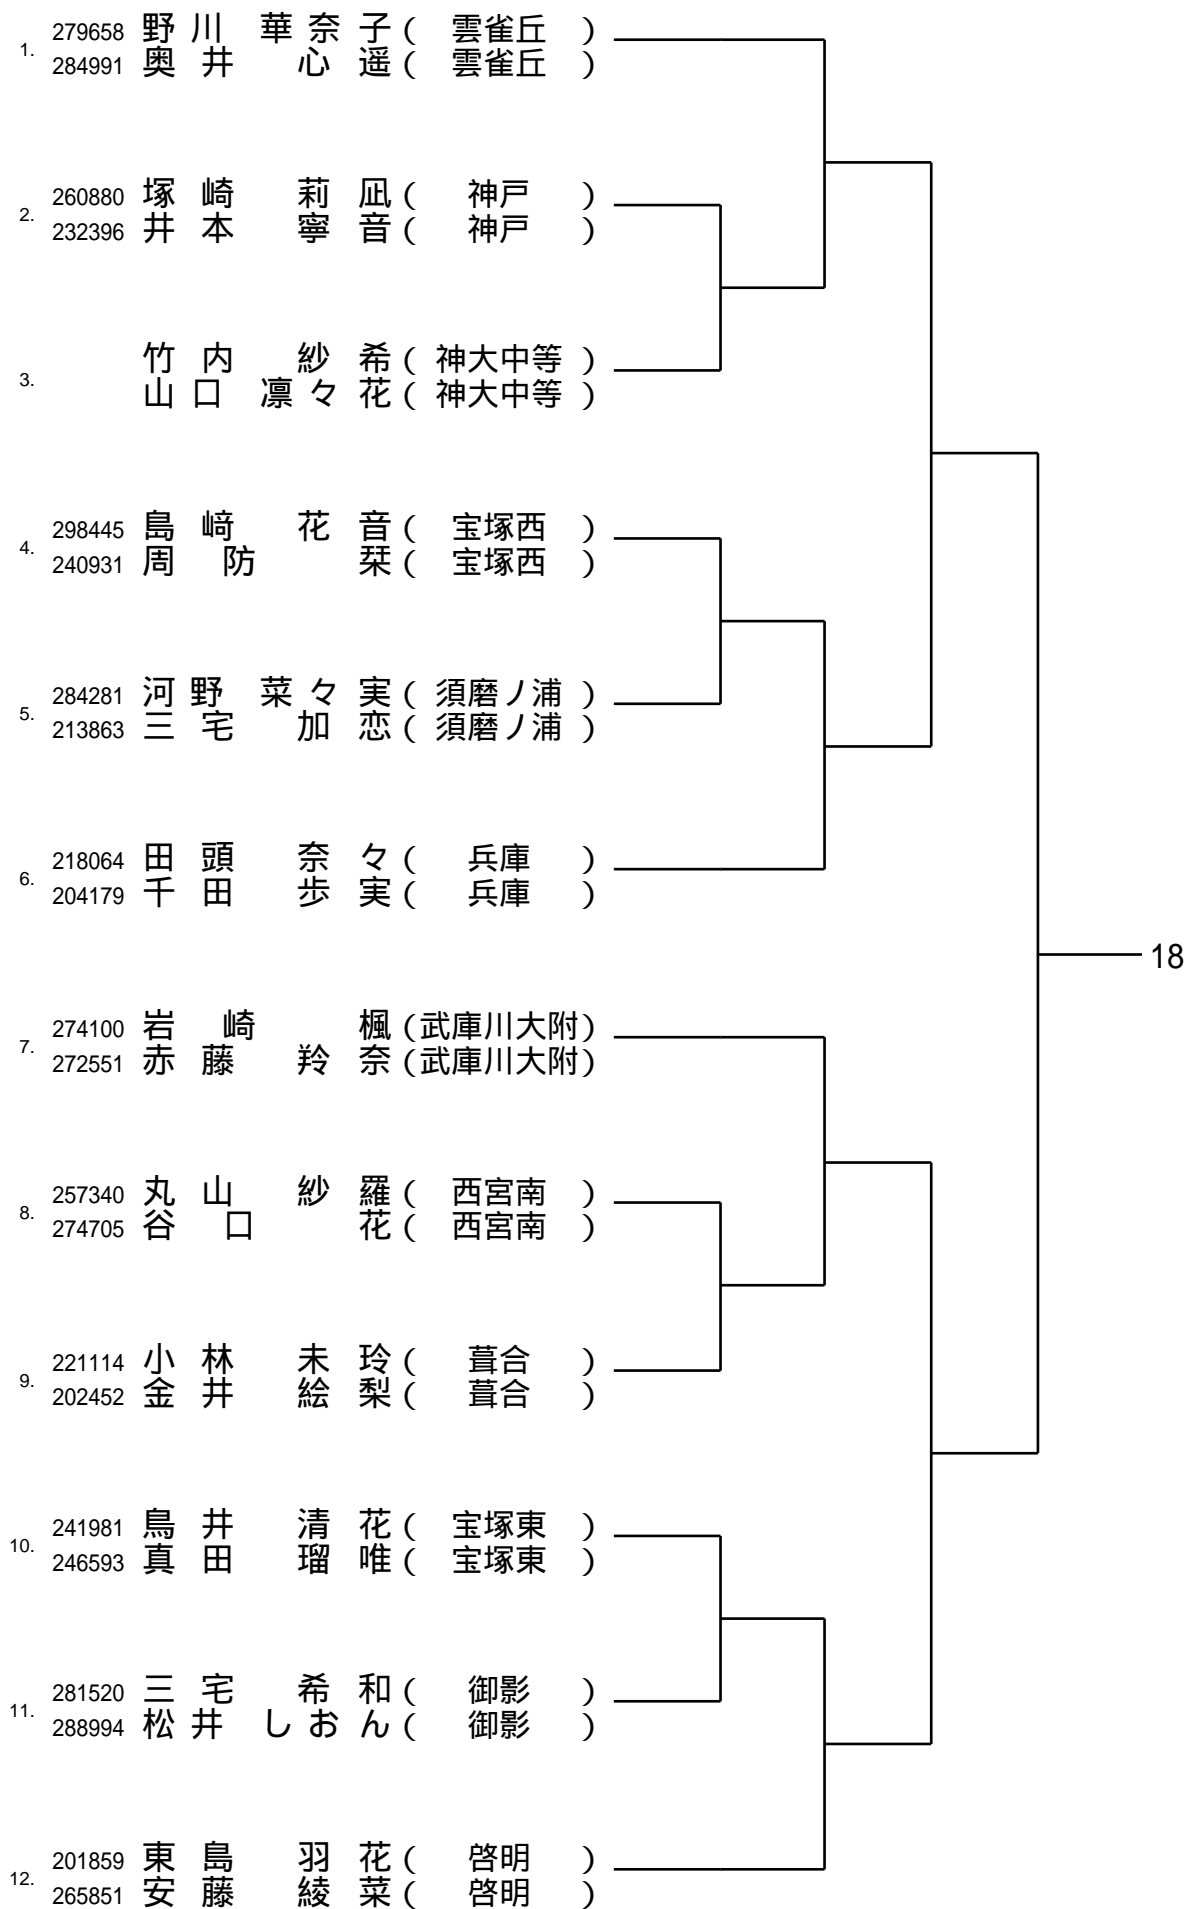 1. 279658 野川 華奈子 ( 雲雀丘 )
284991 奥井 心遥 ( 雲雀丘 )
2. 260880 塚崎 莉凪 ( 神戸 )
232396 井本 寧音 ( 神戸 )
3. 竹内 紗希 ( 神大中等 )
山口 凛々花 ( 神大中等 )
4. 298445 島﨑 花音 ( 宝塚西 )
240931 周防 栞 ( 宝塚西 )
5. 284281 河野 菜々実 ( 須磨ノ浦 )
213863 三宅 加恋 ( 須磨ノ浦 )
6. 218064 田頭 奈々 ( 兵庫 )
204179 千田 歩実 ( 兵庫 )
18
7. 274100 岩崎 楓 (武庫川大附)
272551 赤藤 羚奈 (武庫川大附)
8. 257340 丸山 紗羅 ( 西宮南 )
274705 谷口 花 ( 西宮南 )
9. 221114 小林 未玲 ( 葺合 )
202452 金井 絵梨 ( 葺合 )
10. 241981 鳥井 清花 ( 宝塚東 )
246593 真田 瑠唯 ( 宝塚東 )
11. 281520 三宅 希和 ( 御影 )
288994 松井 しおん ( 御影 )
12. 201859 東島 羽花 ( 啓明 )
265851 安藤 綾菜 ( 啓明 )